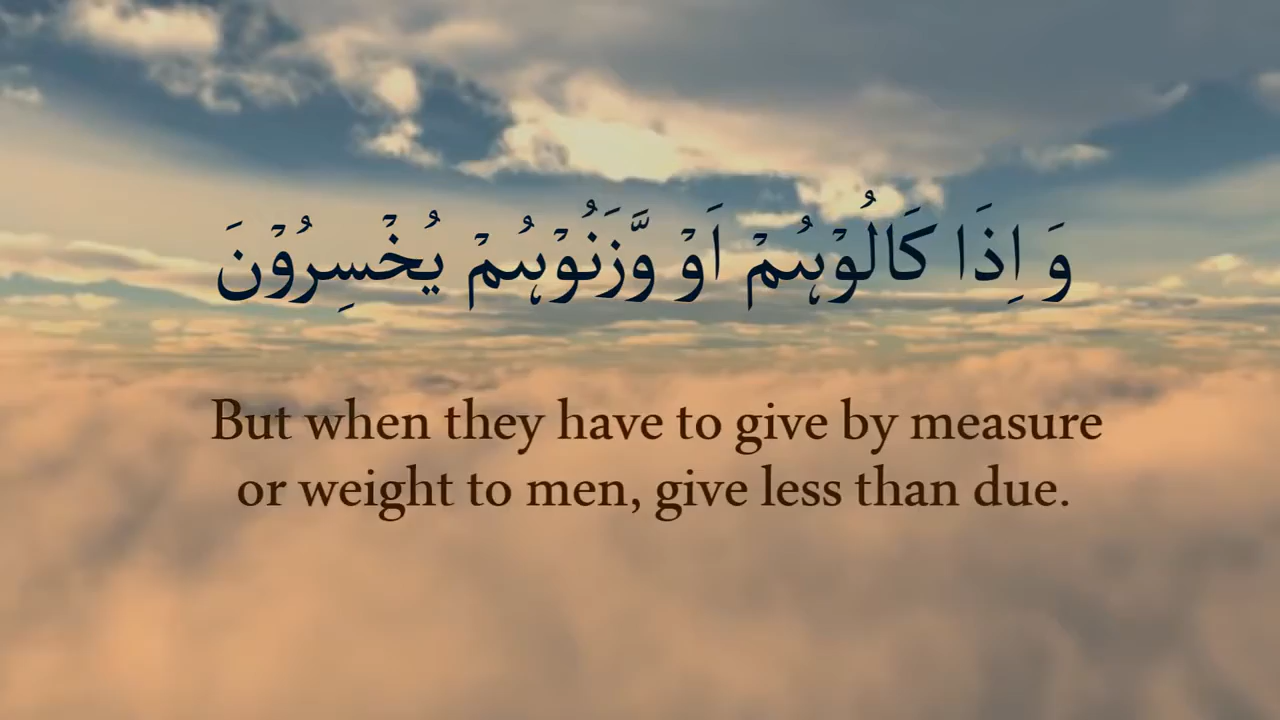 وَ اِذَا كَالُوۡہُمۡ اَوۡ وَّزَنُوۡہُمۡ يُخۡسِرُوۡنَ
But when they have to give by measure
or weight to men, give less than due.